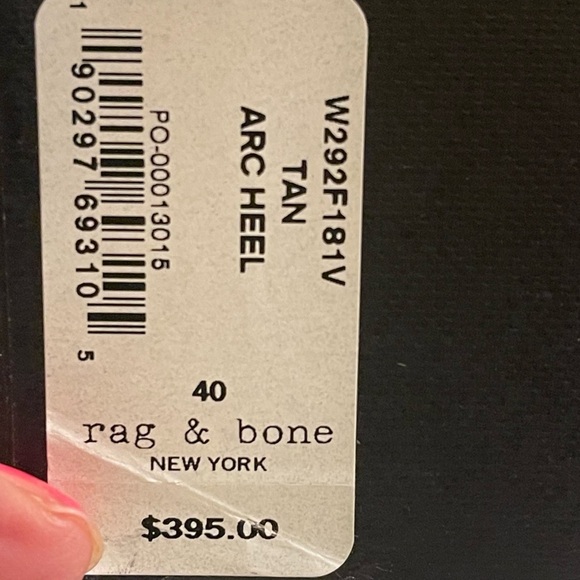 W292F181V
TAN
ARC HEEL
PO-00013015
1 90297 69310 5
40
rag & bone
NEW YORK
$395.00